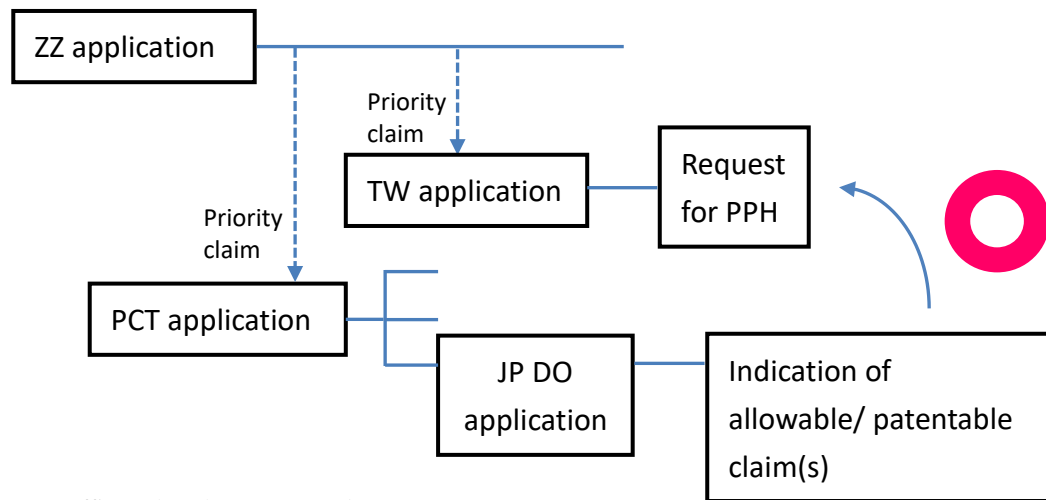 ZZ application
Priority
claim
TW application
Request
for PPH
Priority
claim
PCT application
JP DO
application
Indication of
allowable/ patentable
claim(s)